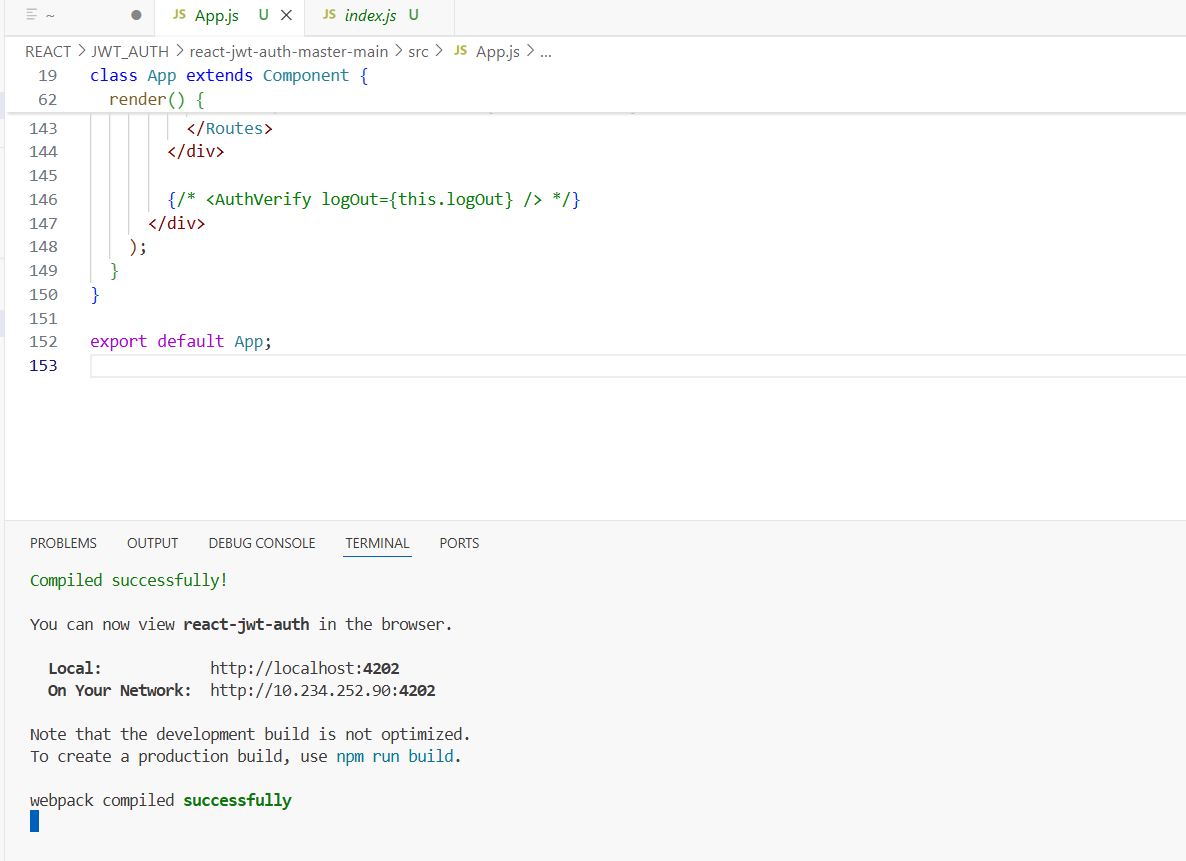 ~ ● JS App.js U × JS index.js U
REACT > JWT_AUTH > react-jwt-auth-master-main > src > JS App.js > ...
19 class App extends Component {
62 render() {
143 </Routes>
144 </div>
145
146 {/* <AuthVerify logOut={this.logOut} /> */}
147 </div>
148 );
149 }
150 }
151
152 export default App;
153
PROBLEMS OUTPUT DEBUG CONSOLE TERMINAL PORTS
Compiled successfully!
You can now view react-jwt-auth in the browser.
Local: http://localhost:4202
On Your Network: http://10.234.252.90:4202
Note that the development build is not optimized.
To create a production build, use npm run build.
webpack compiled successfully